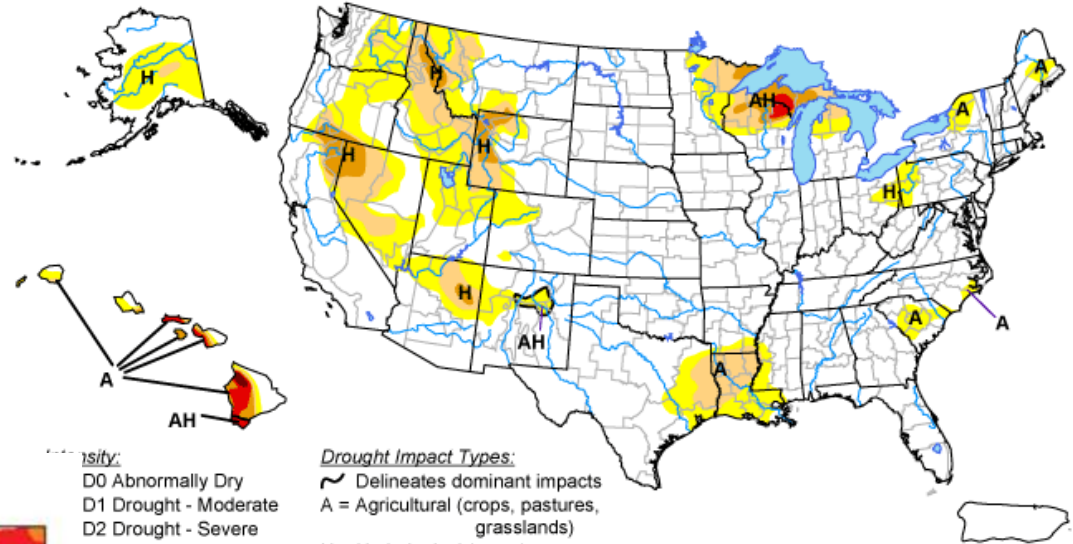 H
H
H
H
H
AH
A
A
H
A
A
A
AH
A
AH
Drought Impact Types:
D0 Abnormally Dry
Delineates dominant impacts
D1 Drought - Moderate
A = Agricultural (crops, pastures,
D2 Drought - Severe
grasslands)